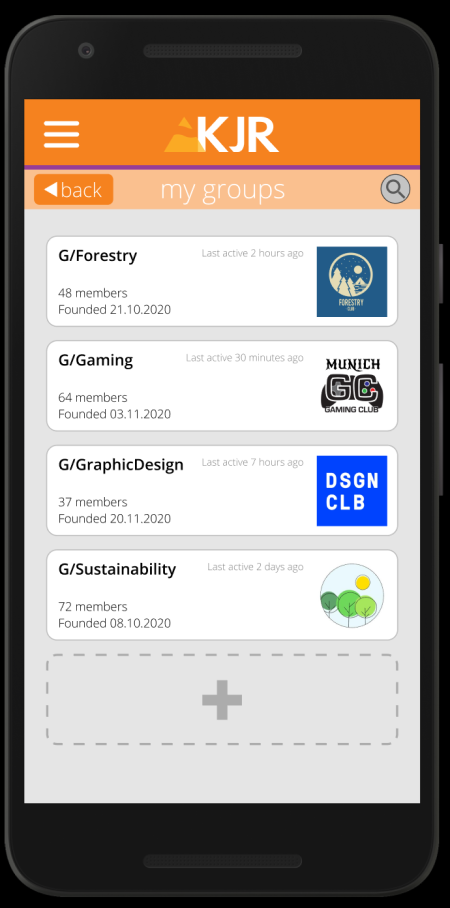 KJR
back
my groups
G/Forestry
Last active 2 hours ago
48 members
Founded 21.10.2020
FORESTRY
CLUB
G/Gaming
Last active 30 minutes ago
64 members
Founded 03.11.2020
MUNICH
GC
GAMING CLUB
G/GraphicDesign
Last active 7 hours ago
37 members
Founded 20.11.2020
DSGN
CLB
G/Sustainability
Last active 2 days ago
72 members
Founded 08.10.2020